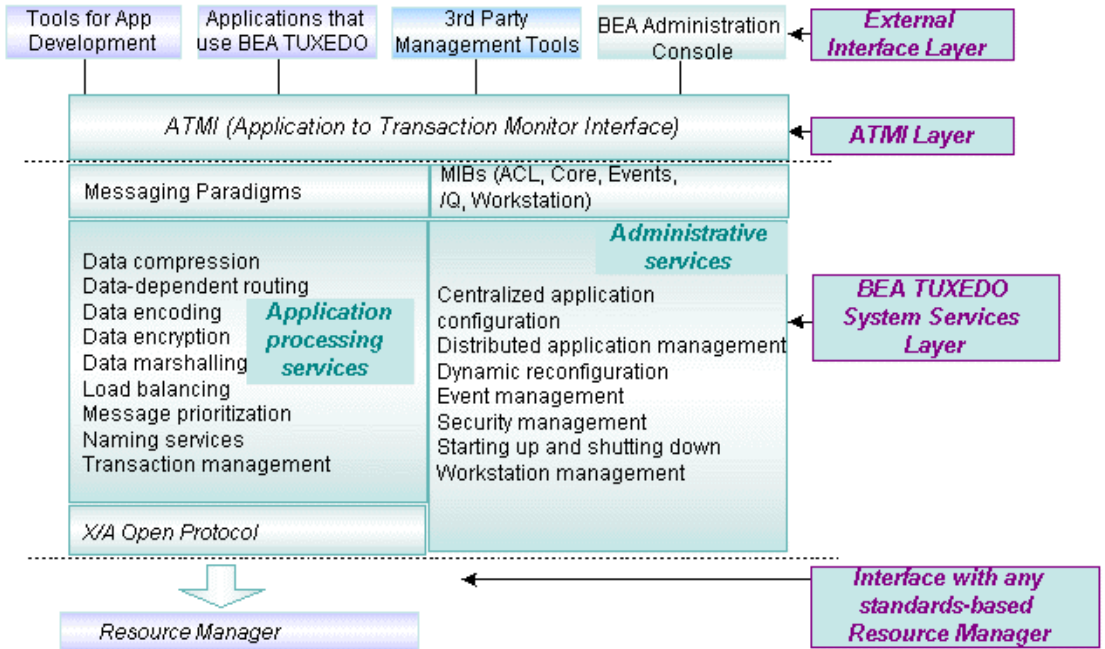 Tools for App
Development
Applications that
use BEA TUXEDO
3rd Party
Management Tools
BEA Administration
Console
External
Interface Layer
ATMI (Application to Transaction Monitor Interface)
ATMI Layer
Messaging Paradigms
MIBs (ACL, Core, Events,
/Q, Workstation)
Data compression
Data-dependent routing
Data encoding
Data encryption
Data marshalling
Load balancing
Message prioritization
Naming services
Transaction management
Application
processing
services
Administrative
services
Centralized application
configuration
Distributed application management
Dynamic reconfiguration
Event management
Security management
Starting up and shutting down
Workstation management
BEA TUXEDO
System Services
Layer
X/A Open Protocol
Interface with any
standards-based
Resource Manager
Resource Manager